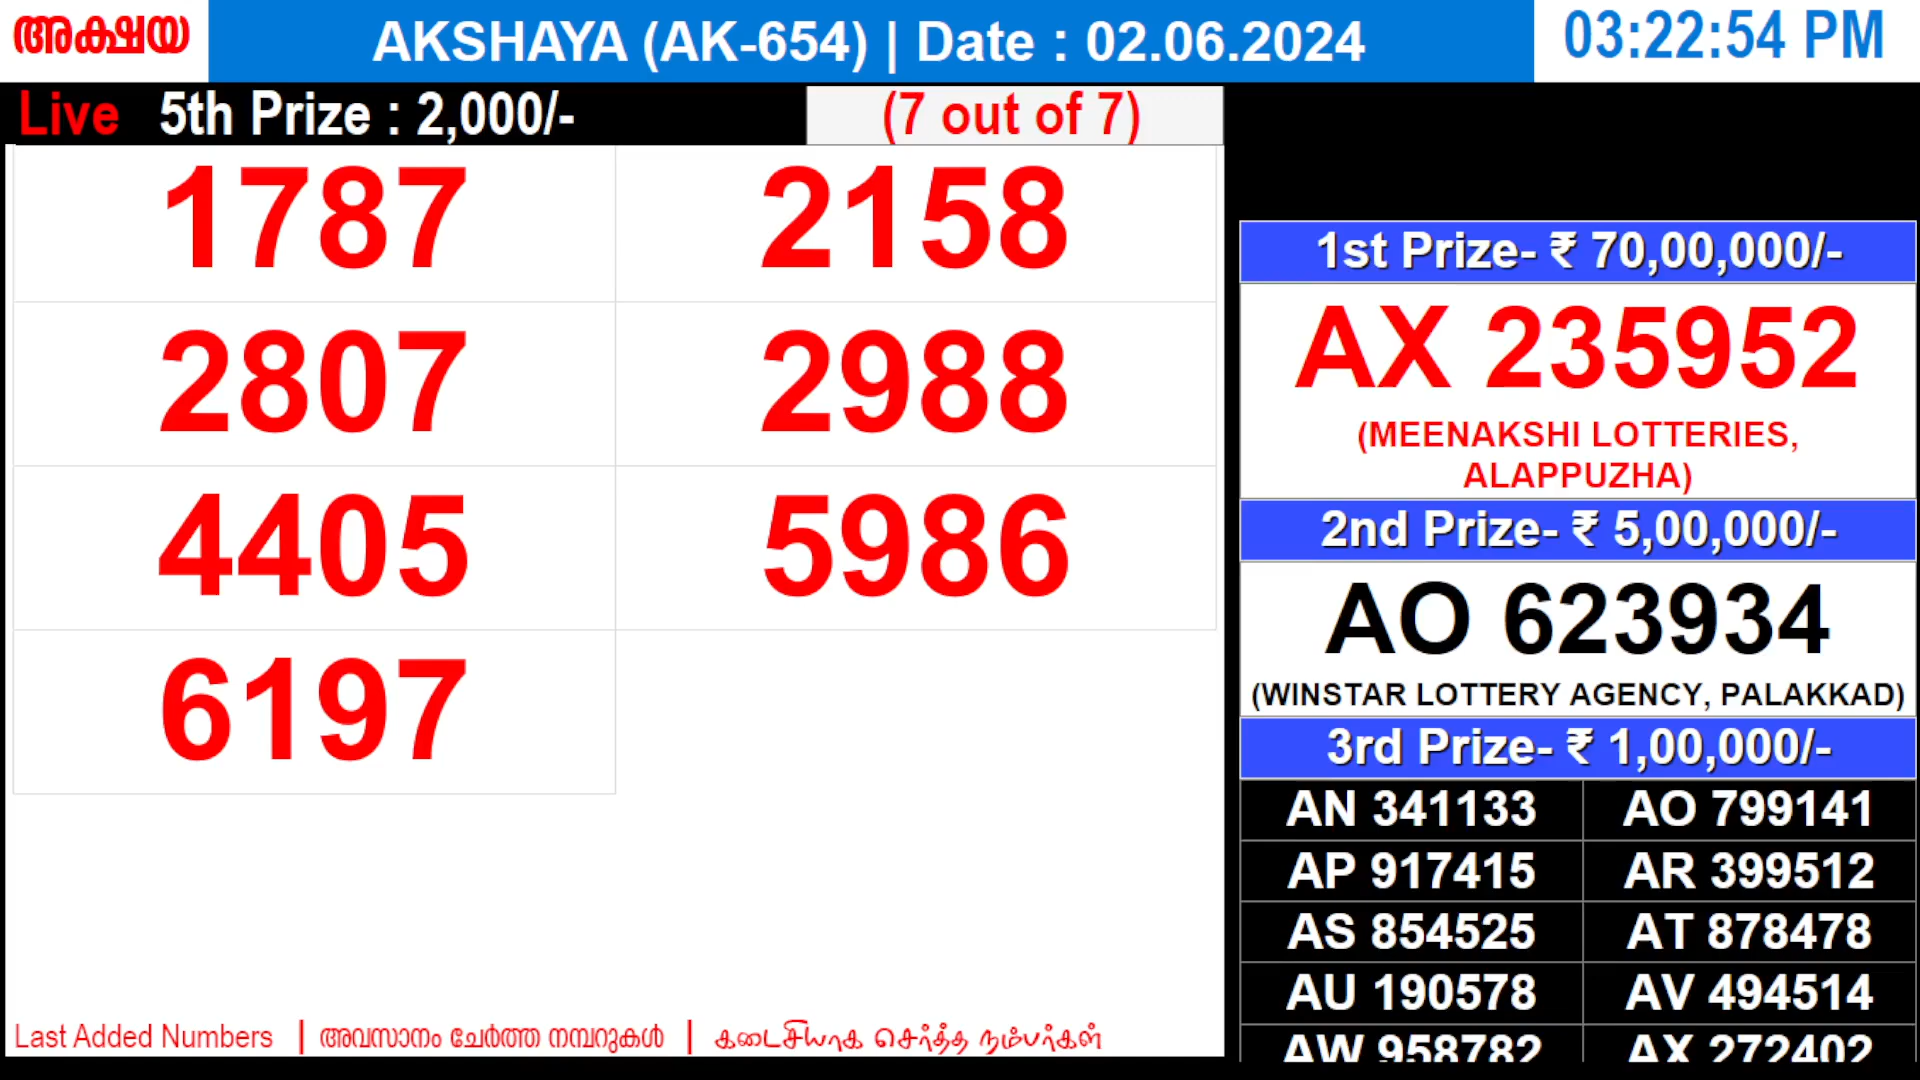 അക്ഷയ
AKSHAYA (AK-654) | Date : 02.06.2024
03:22:54 PM
Live 5th Prize : 2,000/-
(7 out of 7)
1787 2158
2807 2988
4405 5986
6197
Last Added Numbers | അവസാനം ചേർത്ത നമ്പറുകൾ | கடைசியாக சேர்த்த நம்பர்கள்
1st Prize- ₹ 70,00,000/-
AX 235952
(MEENAKSHI LOTTERIES,
ALAPPUZHA)
2nd Prize- ₹ 5,00,000/-
AO 623934
(WINSTAR LOTTERY AGENCY, PALAKKAD)
3rd Prize- ₹ 1,00,000/-
AN 341133 AO 799141
AP 917415 AR 399512
AS 854525 AT 878478
AU 190578 AV 494514
AW 958782 AX 272402